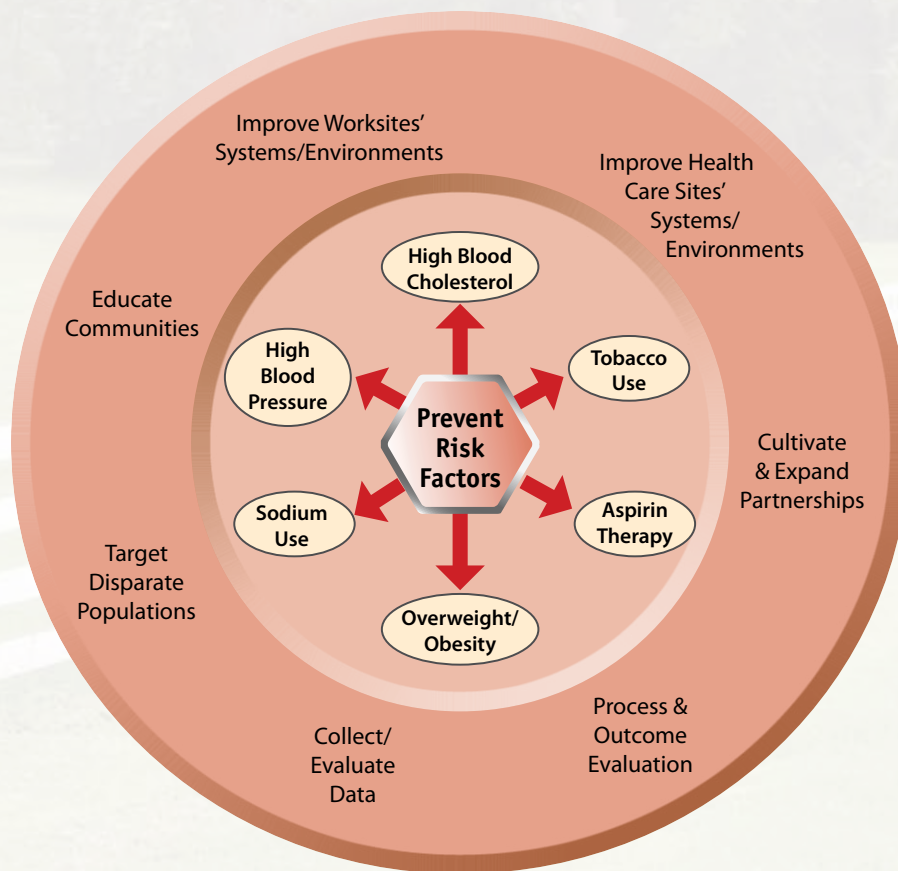 Improve Worksites'
Systems/Environments
Improve Health
Care Sites'
Systems/
Environments
Educate
Communities
High Blood
Cholesterol
High
Blood
Pressure
Tobacco
Use
Prevent
Risk
Factors
Cultivate
& Expand
Partnerships
Sodium
Use
Aspirin
Therapy
Target
Disparate
Populations
Overweight/
Obesity
Collect/
Evaluate
Data
Process &
Outcome
Evaluation